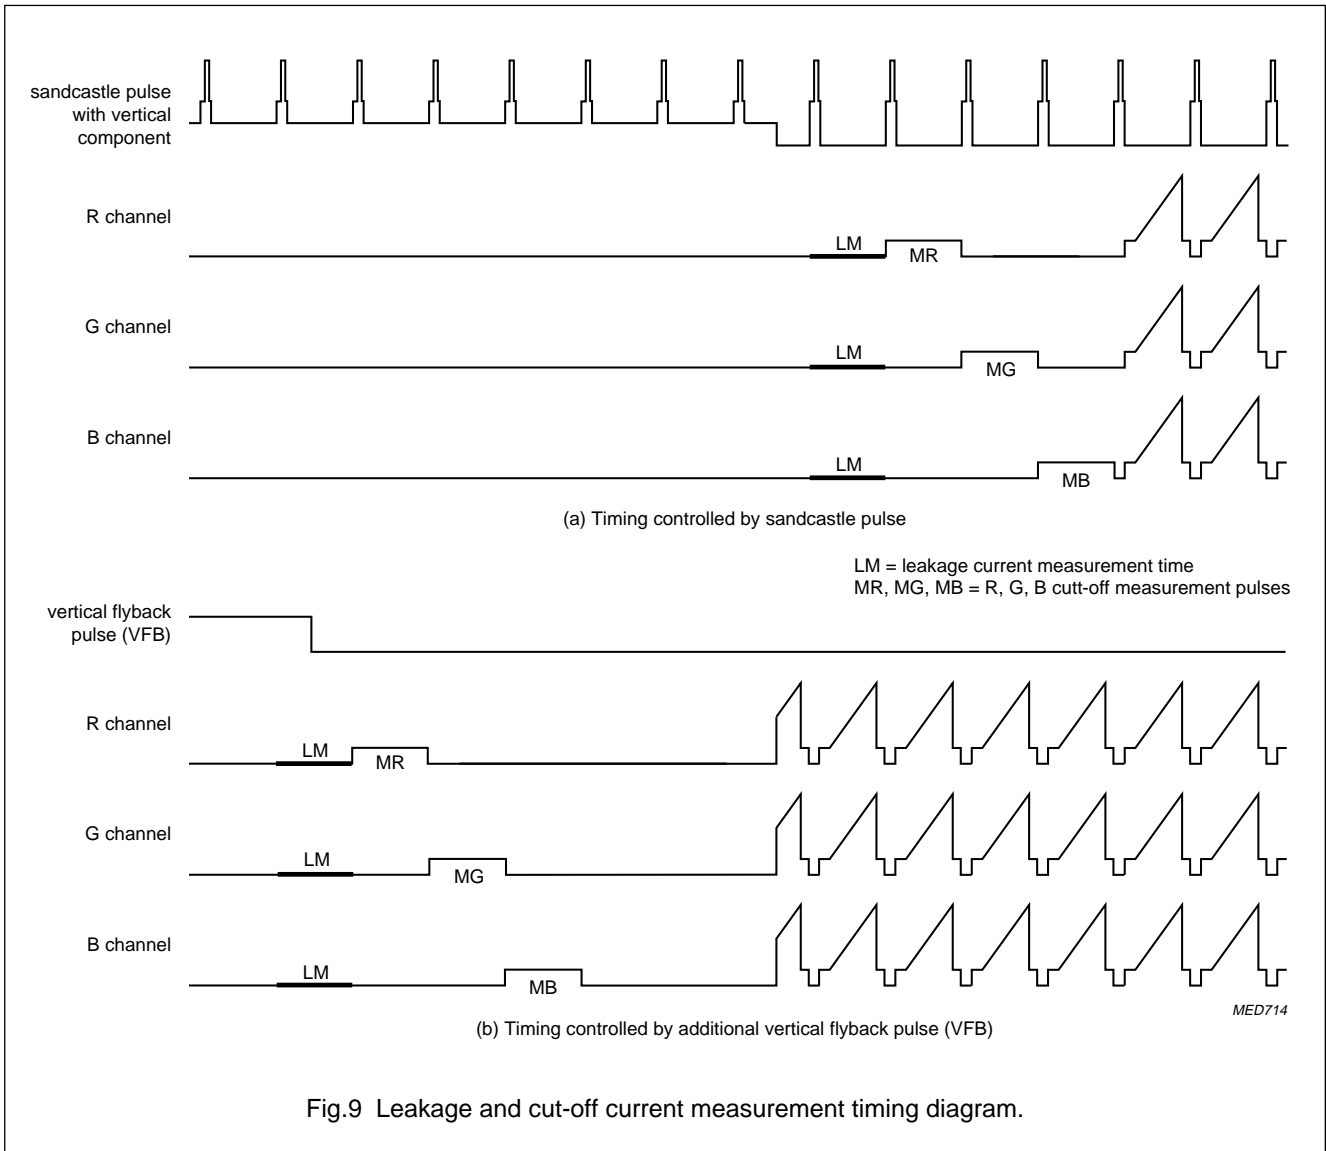 sandcastle pulse
with vertical
component
R channel
LM
MR
G channel
LM
MG
B channel
LM
MB
(a) Timing controlled by sandcastle pulse
LM = leakage current measurement time
MR, MG, MB = R, G, B cutt-off measurement pulses
vertical flyback
pulse (VFB)
R channel
LM
MR
G channel
LM
MG
B channel
LM
MB
MED714
(b) Timing controlled by additional vertical flyback pulse (VFB)
Fig.9 Leakage and cut-off current measurement timing diagram.